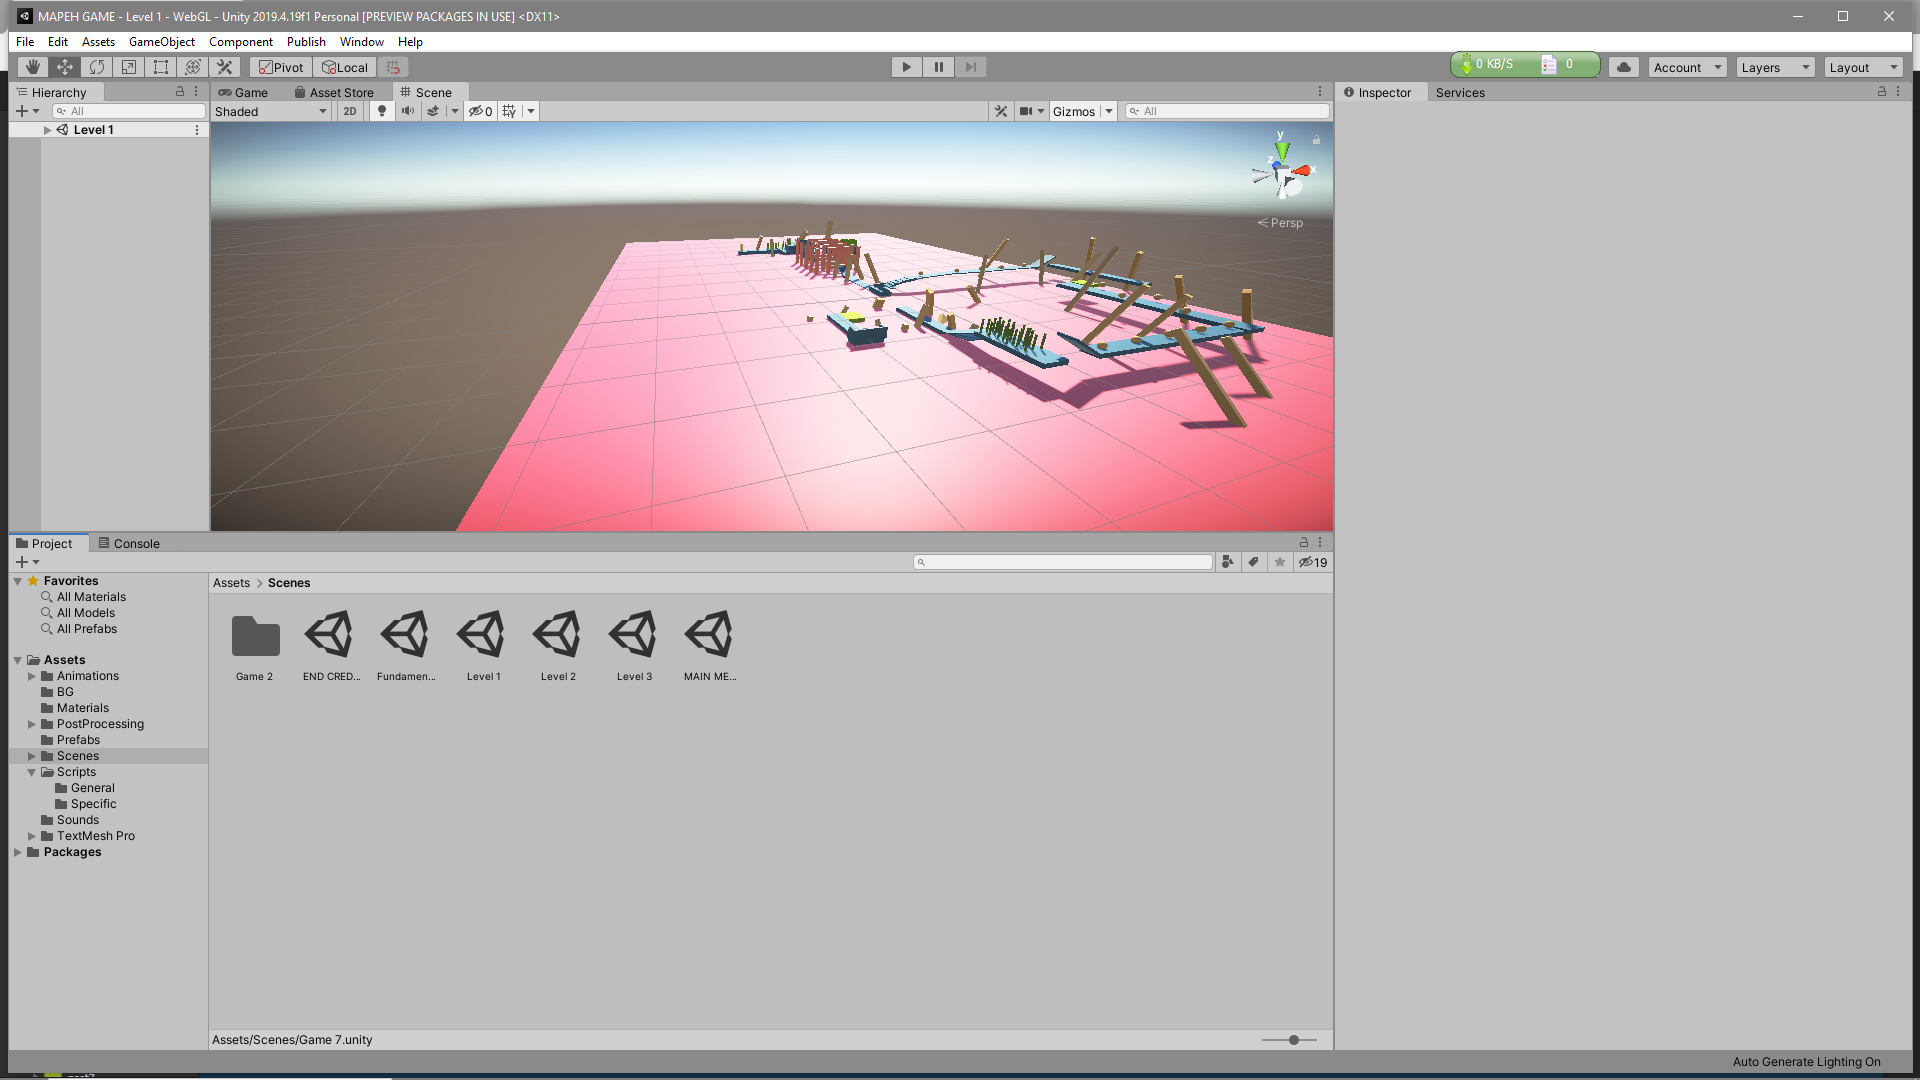 MAPEH GAME - Level 1 - WebGL - Unity 2019.4.19f1 Personal [PREVIEW PACKAGES IN USE] <DX11>
File Edit Assets GameObject Component Publish Window Help
Pivot Local
0 KB/S 0
Account Layers Layout
Hierarchy
All
Level 1
Game Asset Store Scene
Shaded 2D 0 Gizmos All
y
z
x
Persp
Inspector Services
Project Console
19
Favorites
All Materials
All Models
All Prefabs
Assets
Animations
BG
Materials
PostProcessing
Prefabs
Scenes
Scripts
General
Specific
Sounds
TextMesh Pro
Packages
Assets > Scenes
Game 2 END CRED... Fundamen... Level 1 Level 2 Level 3 MAIN ME...
Assets/Scenes/Game 7.unity
Auto Generate Lighting On